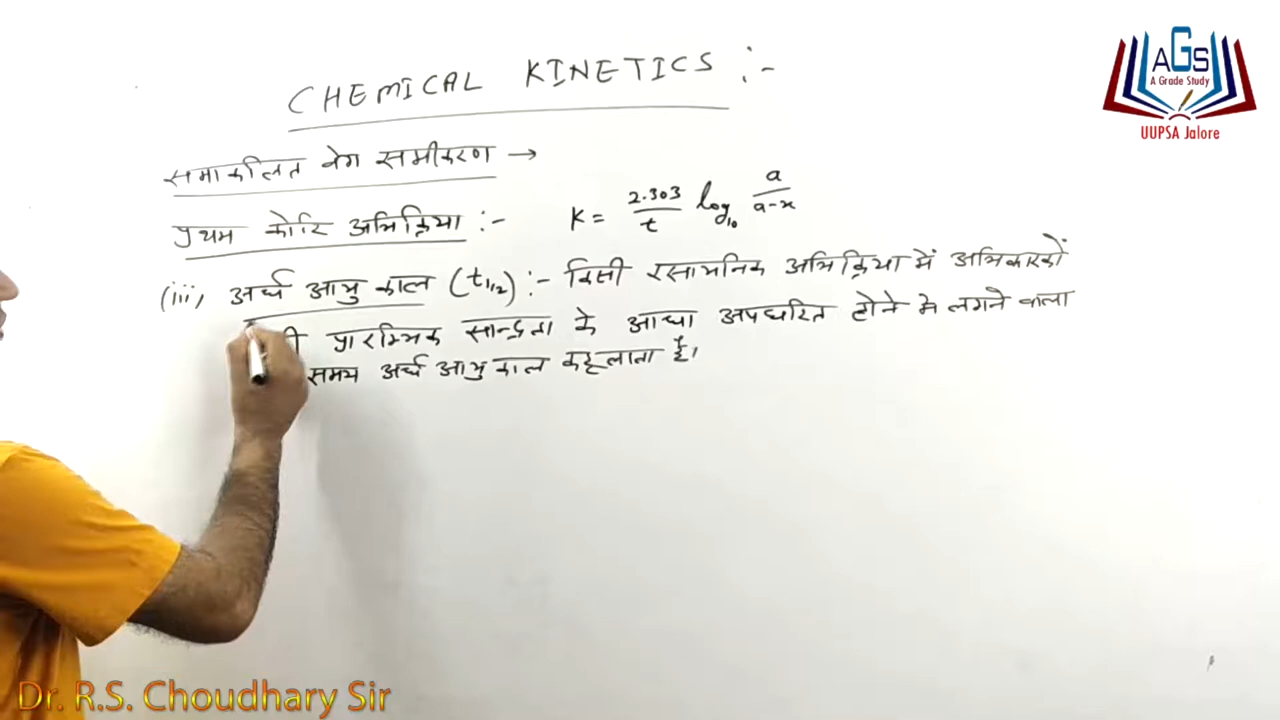 CHEMICAL KINETICS :-
समाकलित वेग समीकरण →
प्रथम कोटि अभिक्रिया :- K = 2.303/t log₁₀ a/a-x
(iii) अर्ध आयु काल (t₁/₂) :- किसी रसायनिक अभिक्रिया में अभिकारकों
की प्रारम्भिक सान्द्रता के आधा अपघटित होने मे लगने वाला
समय अर्ध आयु काल कहलाता है।
AGS
A Grade Study
UUPSA Jalore
Dr. R.S. Choudhary Sir